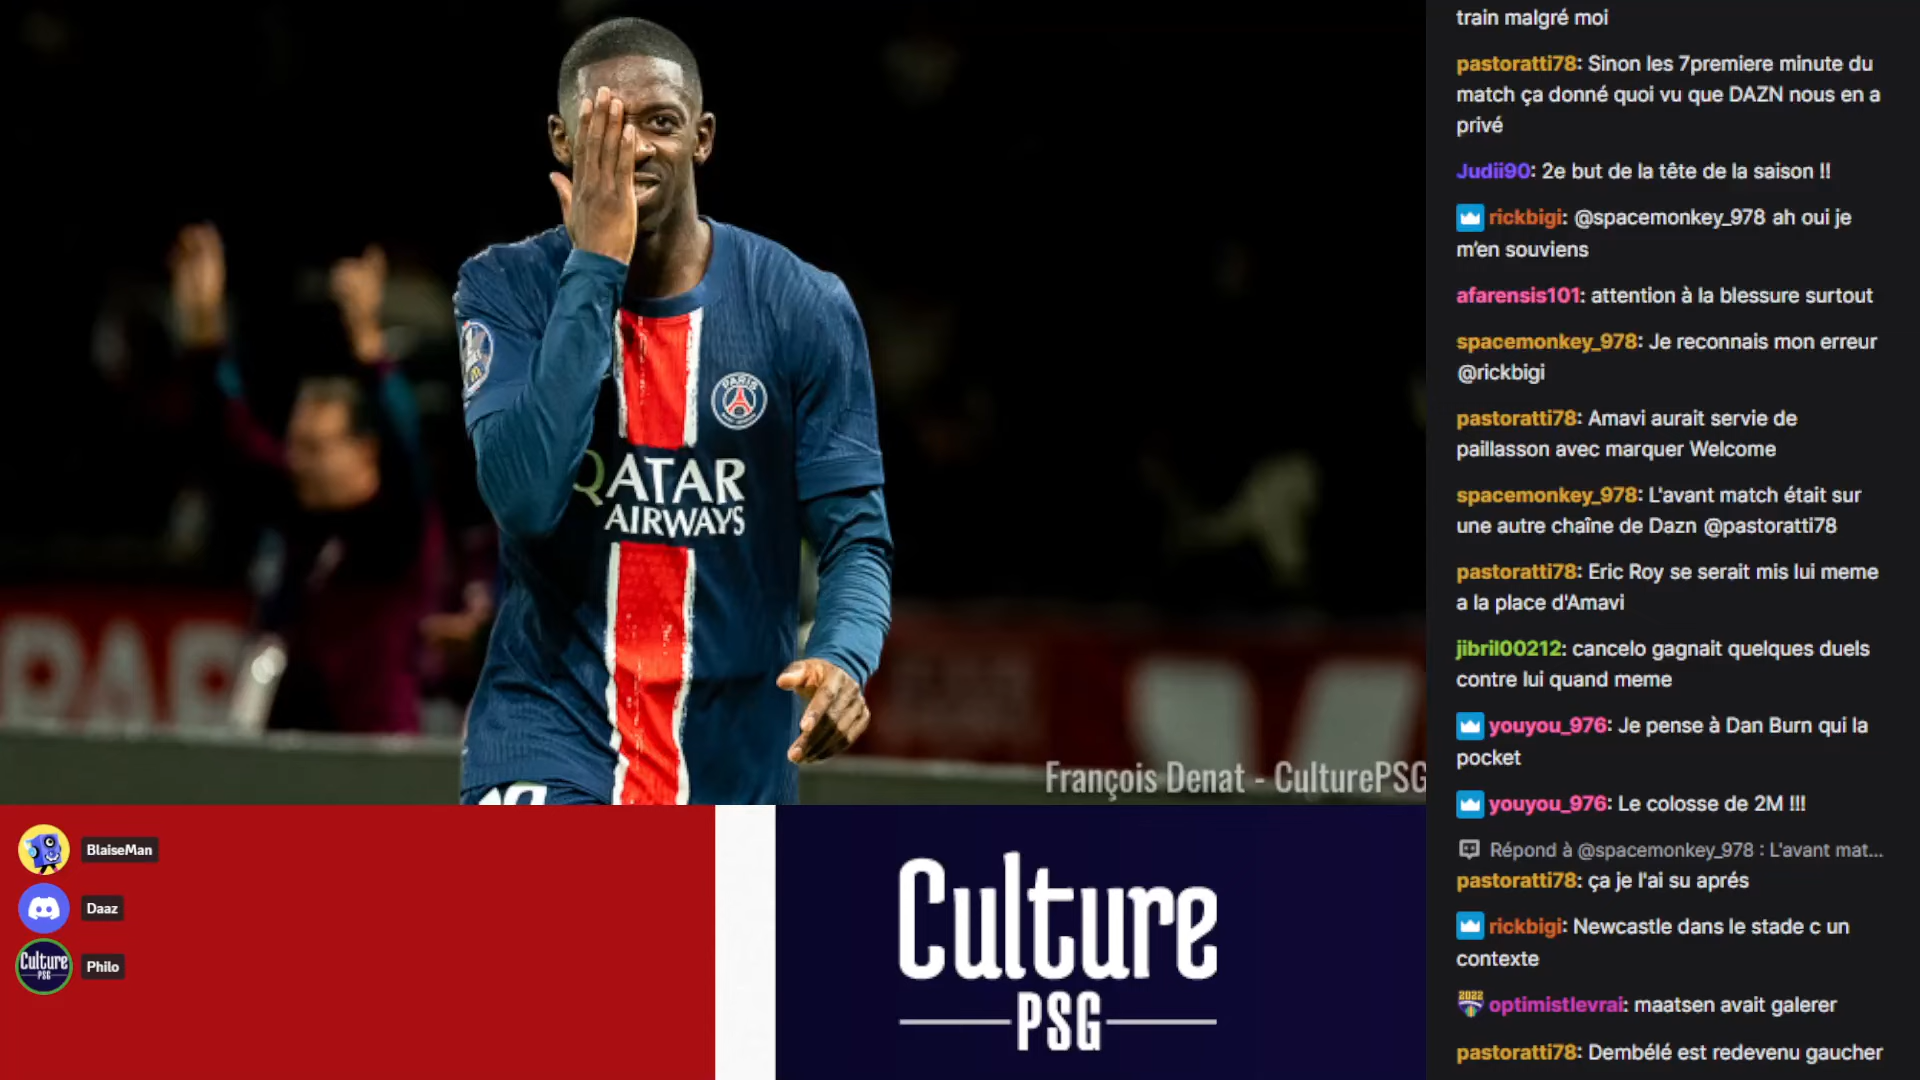 QATAR
AIRWAYS
PARIS
PAR
François Denat - CulturePSG
BlaiseMan
Daaz
Culture
PSG
Philo
Culture
PSG
train malgré moi
pastoratti78: Sinon les 7premiere minute du
match ça donné quoi vu que DAZN nous en a
privé
Judii90: 2e but de la tête de la saison !!
rickbigi: @spacemonkey_978 ah oui je
m'en souviens
afarensis101: attention à la blessure surtout
spacemonkey_978: Je reconnais mon erreur
@rickbigi
pastoratti78: Amavi aurait servie de
paillasson avec marquer Welcome
spacemonkey_978: L'avant match était sur
une autre chaîne de Dazn @pastoratti78
pastoratti78: Eric Roy se serait mis lui meme
a la place d'Amavi
jibril00212: cancelo gagnait quelques duels
contre lui quand meme
youyou_976: Je pense à Dan Burn qui la
pocket
youyou_976: Le colosse de 2M !!!
Répond à @spacemonkey_978 : L'avant mat...
pastoratti78: ça je l'ai su aprés
rickbigi: Newcastle dans le stade c un
contexte
2022 optimistlevrai: maatsen avait galerer
pastoratti78: Dembélé est redevenu gaucher